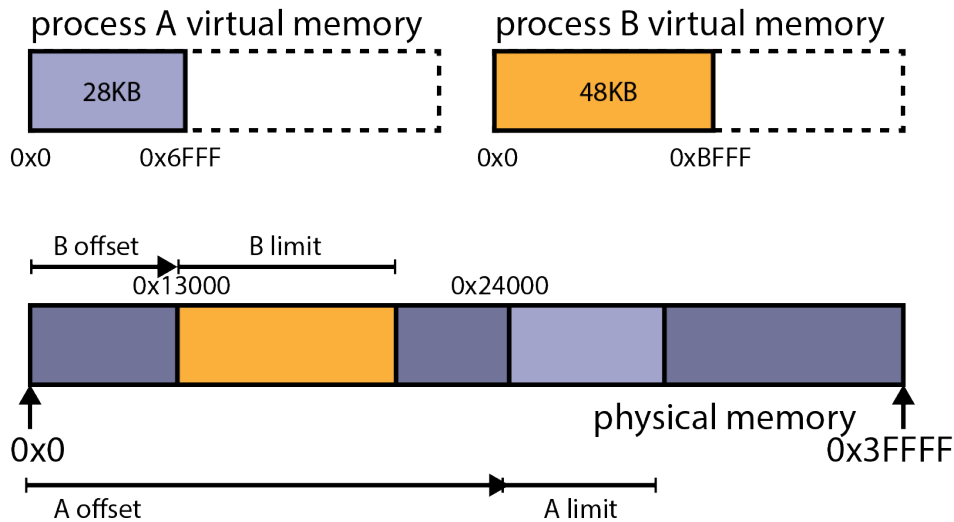 process A virtual memory
process B virtual memory
28KB
48KB
0x0
0x6FFF
0x0
0xBFFF
B offset
B limit
0x13000
0x24000
physical memory
0x0
0x3FFFF
A offset
A limit